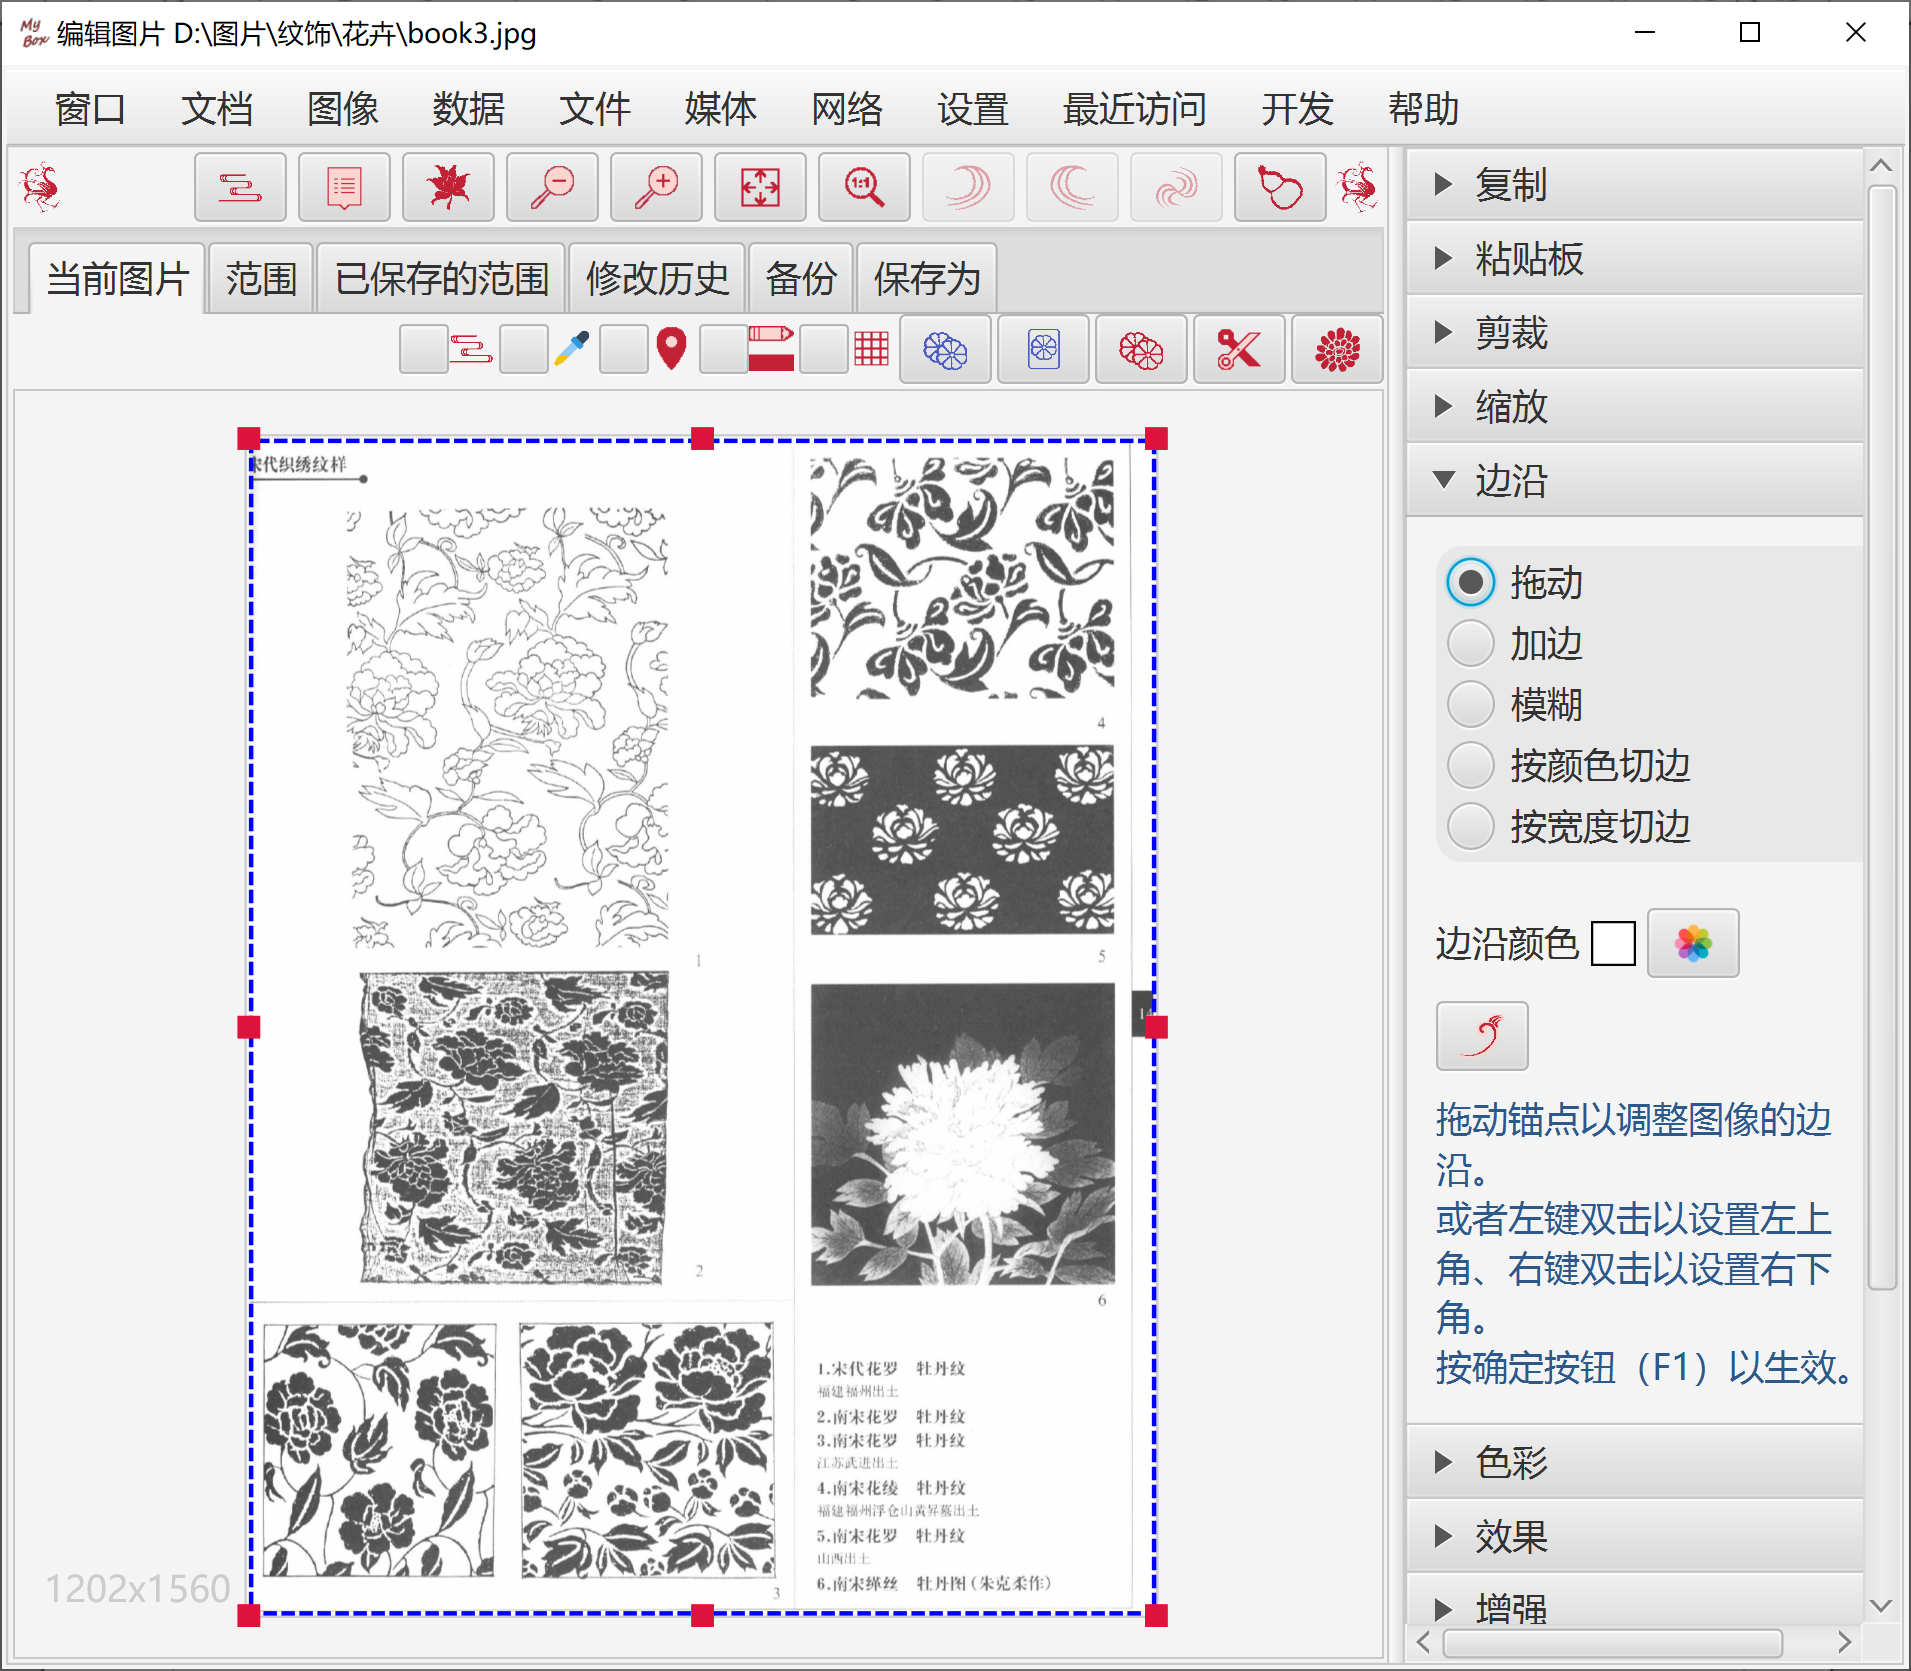 My Box 编辑图片 D:\图片\纹饰\花卉\book3.jpg
窗口 文档 图像 数据 文件 媒体 网络 设置 最近访问 开发 帮助
1:1
当前图片 范围 已保存的范围 修改历史 备份 保存为
宋代织绣纹样
1
2
3
4
5
14
6
1.宋代花罗 牡丹纹
福建福州出土
2.南宋花罗 牡丹纹
3.南宋花罗 牡丹纹
江苏武进出土
4.南宋花绫 牡丹纹
福建福州浮仓山黄昇墓出土
5.南宋花罗 牡丹纹
山西出土
6.南宋缂丝 牡丹图(朱克柔作)
1202x1560
复制
粘贴板
剪裁
缩放
边沿
拖动
加边
模糊
按颜色切边
按宽度切边
边沿颜色
拖动锚点以调整图像的边
沿。
或者左键双击以设置左上
角、右键双击以设置右下
角。
按确定按钮（F1）以生效。
色彩
效果
增强